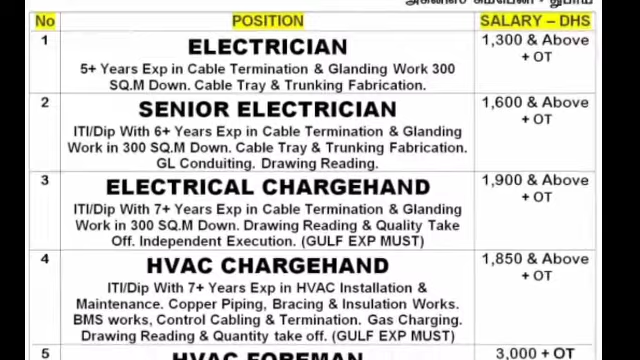 No POSITION SALARY – DHS
1 ELECTRICIAN 1,300 & Above
5+ Years Exp in Cable Termination & Glanding Work 300 + OT
SQ.M Down. Cable Tray & Trunking Fabrication.
2 SENIOR ELECTRICIAN 1,600 & Above
ITI/Dip With 6+ Years Exp in Cable Termination & Glanding + OT
Work in 300 SQ.M Down. Cable Tray & Trunking Fabrication.
GL Conduiting. Drawing Reading.
3 ELECTRICAL CHARGEHAND 1,900 & Above
ITI/Dip With 7+ Years Exp in Cable Termination & Glanding + OT
Work in 300 SQ.M Down. Drawing Reading & Quality Take
Off. Independent Execution. (GULF EXP MUST)
4 HVAC CHARGEHAND 1,850 & Above
ITI/Dip With 7+ Years Exp in HVAC Installation & + OT
Maintenance. Copper Piping, Bracing & Insulation Works.
BMS works, Control Cabling & Termination. Gas Charging.
Drawing Reading & Quantity take off. (GULF EXP MUST)
5 HVAC FOREMAN 3,000 + OT